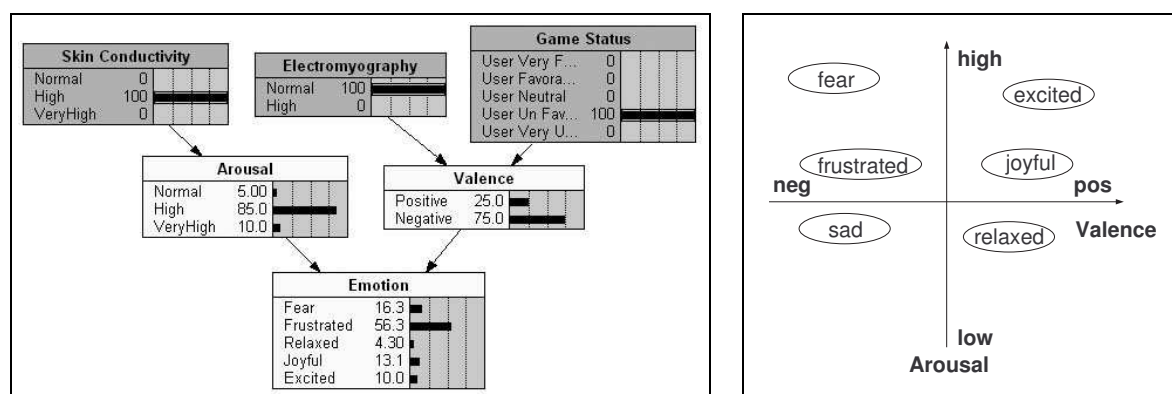 Skin Conductivity
Normal 0
High 100
VeryHigh 0
Electromyography
Normal 100
High 0
Game Status
User Very F... 0
User Favora... 0
User Neutral 0
User Un Fav... 100
User Very U... 0
Arousal
Normal 5.00
High 85.0
VeryHigh 10.0
Valence
Positive 25.0
Negative 75.0
Emotion
Fear 16.3
Frustrated 56.3
Relaxed 4.30
Joyful 13.1
Excited 10.0
high
fear
excited
frustrated
joyful
neg
pos
sad
relaxed
Valence
low
Arousal